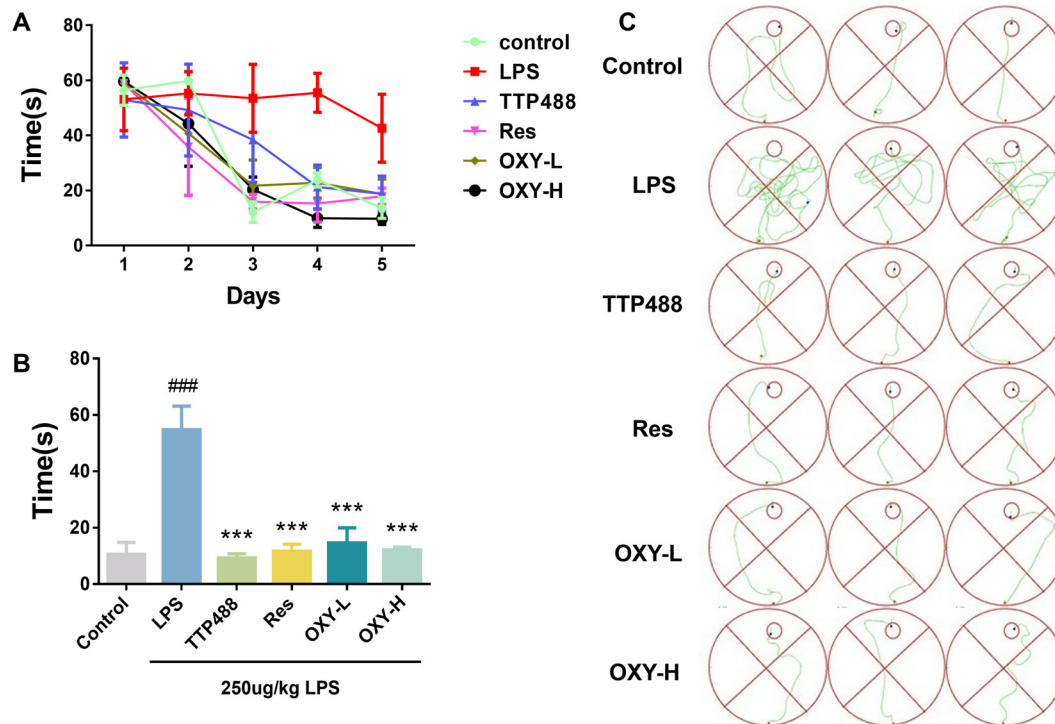 A
80
60
40
20
0
Time(s)
1 2 3 4 5
Days
control
LPS
TTP488
Res
OXY-L
OXY-H
B
80
60
40
20
0
Time(s)
###
***
***
***
***
Control
LPS
TTP488
Res
OXY-L
OXY-H
250ug/kg LPS
C
Control
LPS
TTP488
Res
OXY-L
OXY-H